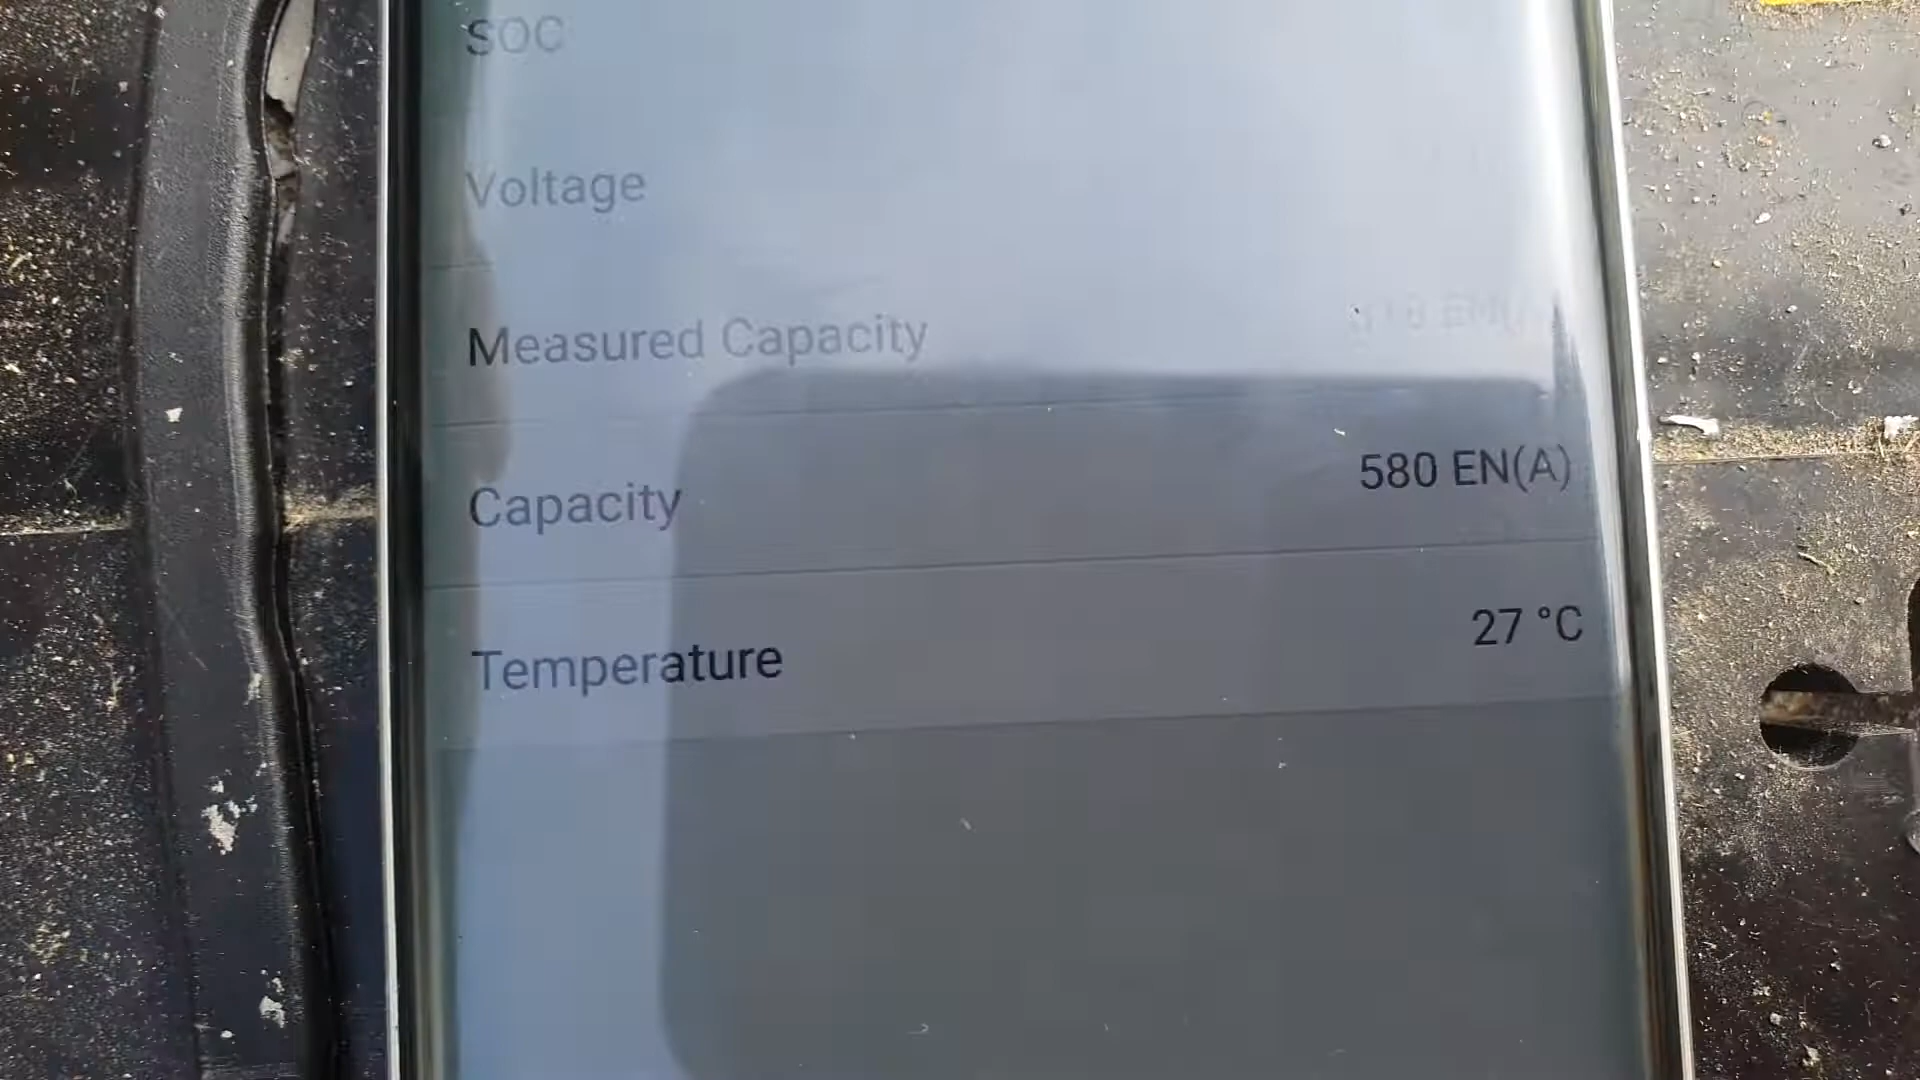 SOC
Voltage
Measured Capacity
Capacity 580 EN(A)
Temperature 27 °C